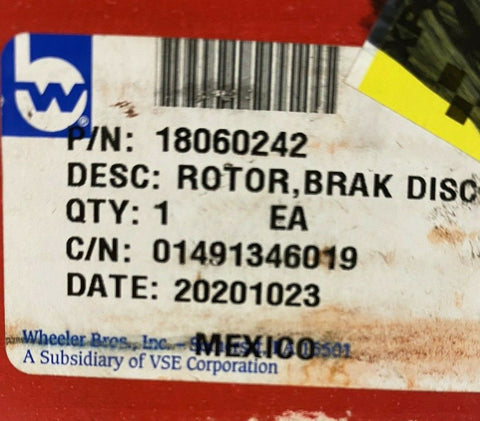 W ®
P/N: 18060242
DESC: ROTOR,BRAK DISC
QTY: 1 EA
C/N: 01491346019
DATE: 20201023
MEXICO
Wheeler Bros., Inc. -
A Subsidiary of VSE Corporation